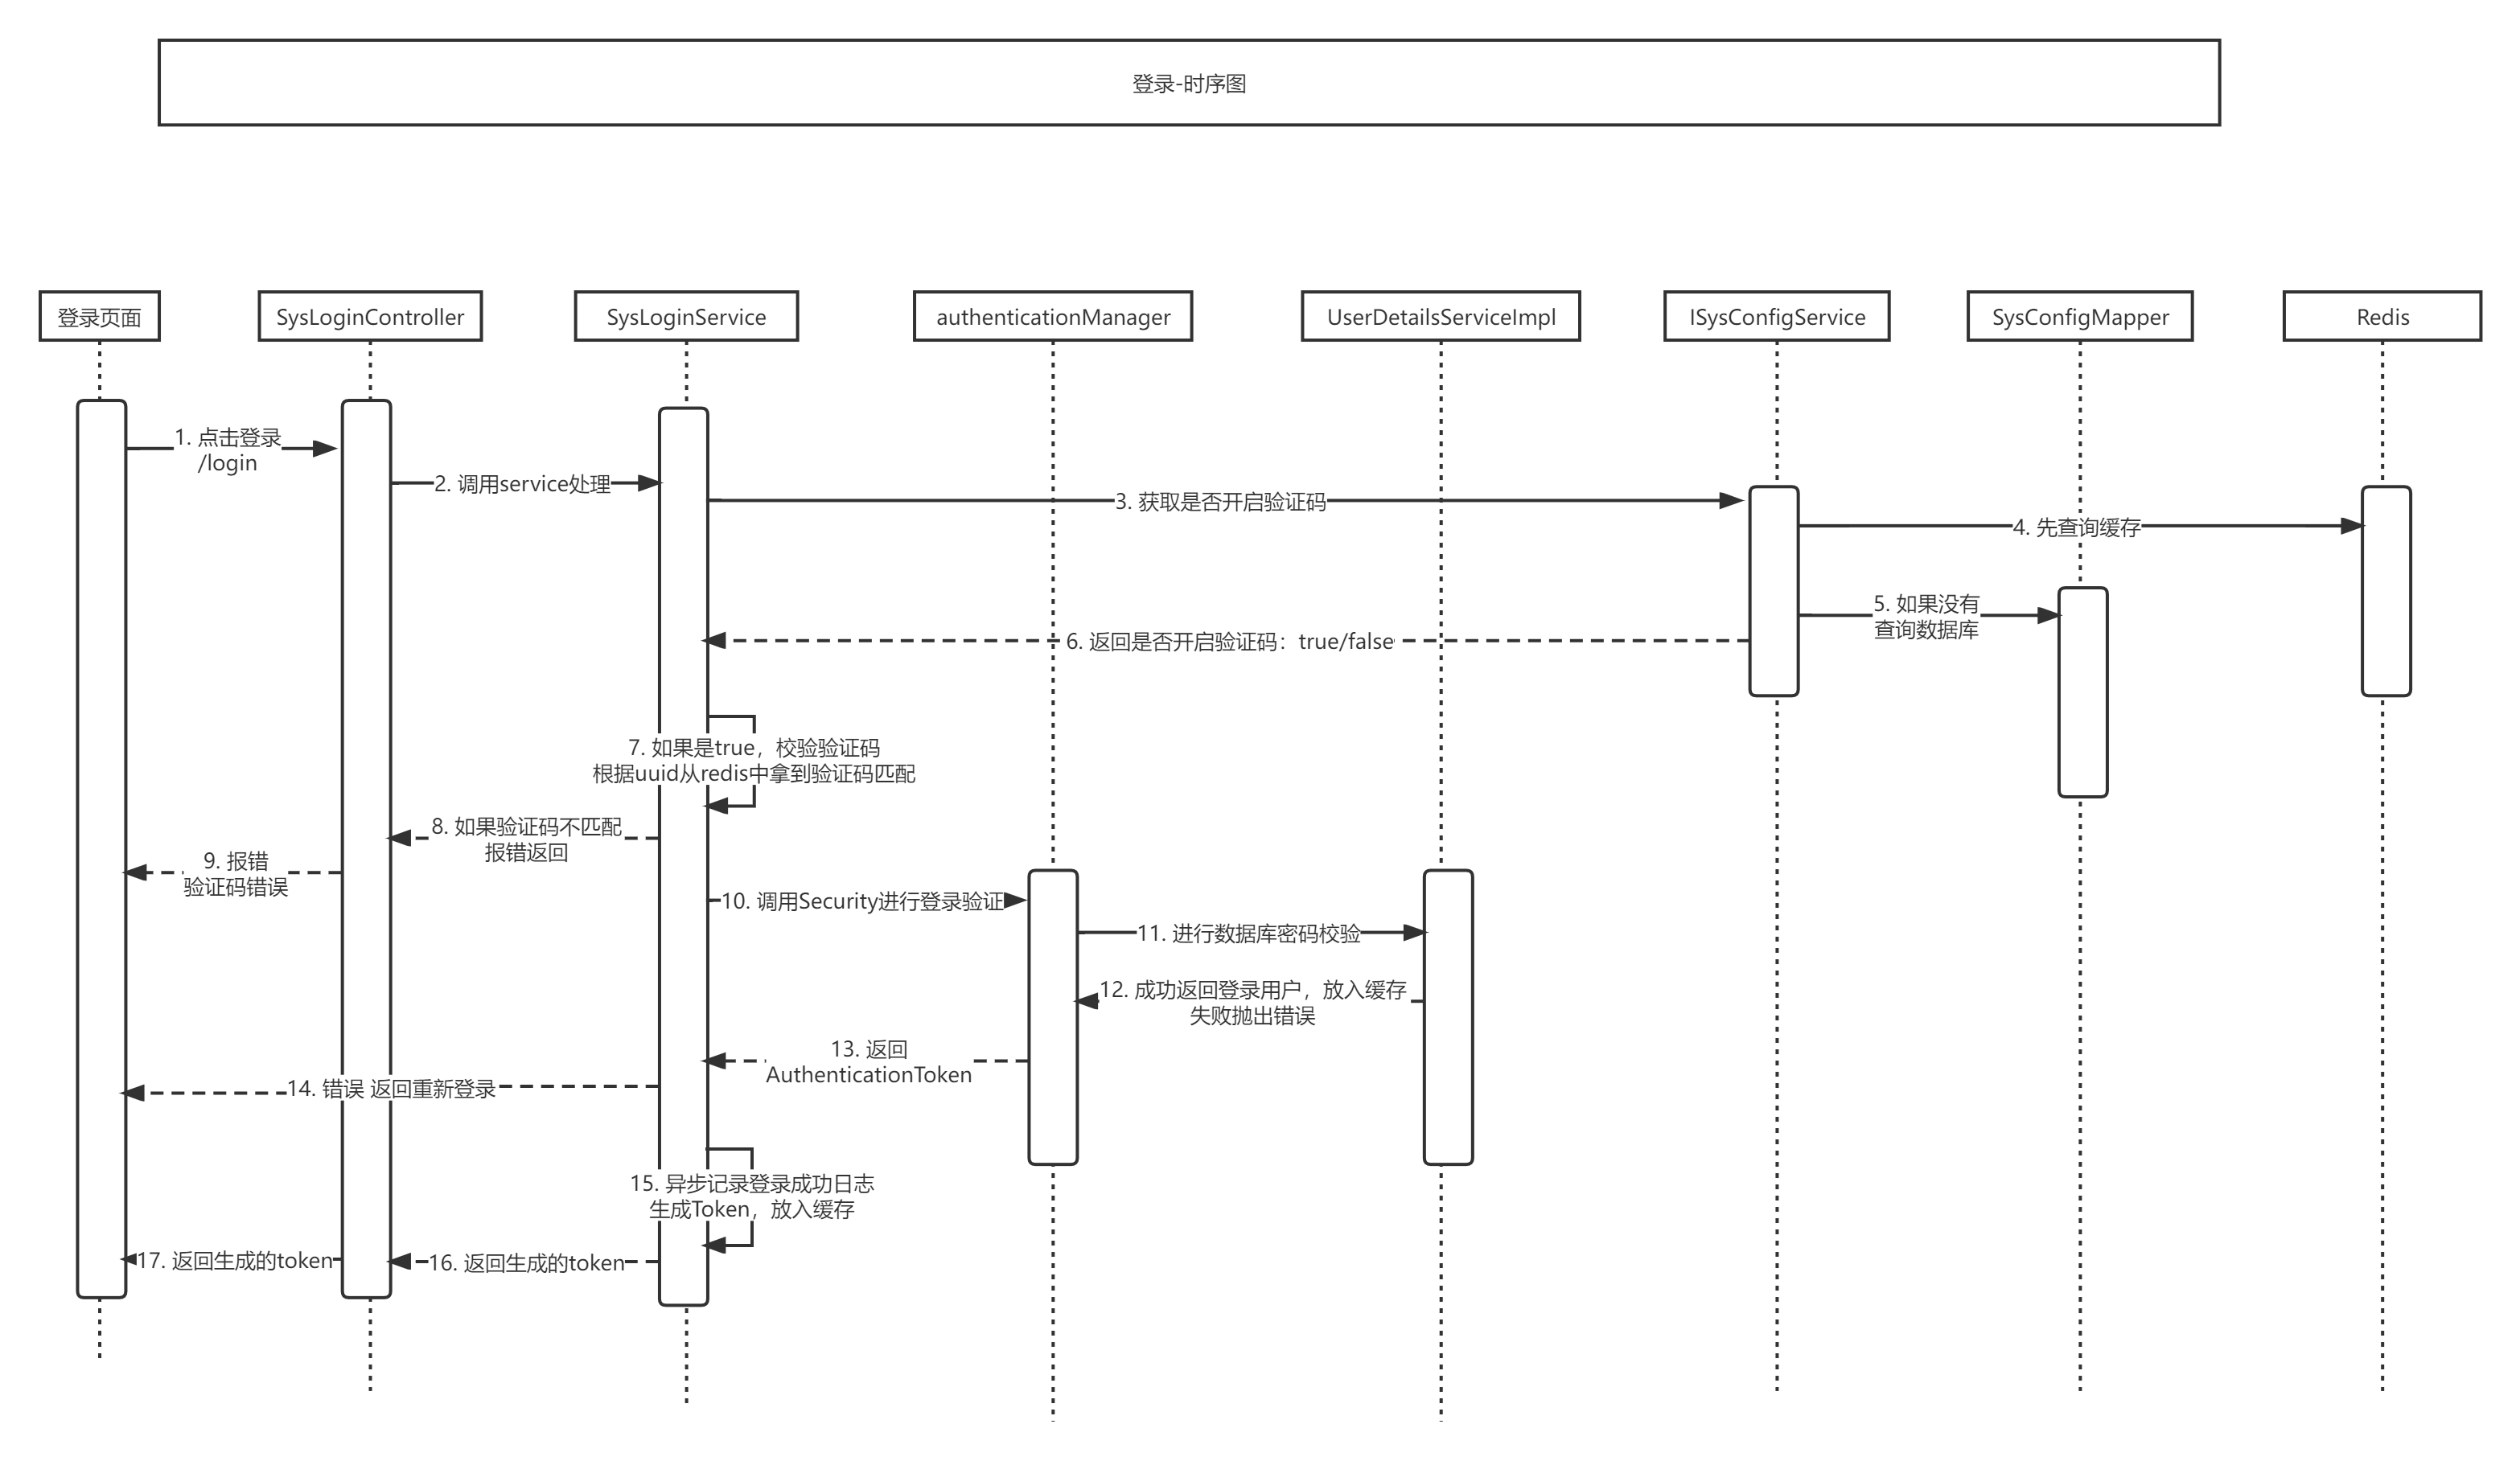 登录-时序图
登录页面
SysLoginController
SysLoginService
authenticationManager
UserDetailsServiceImpl
ISysConfigService
SysConfigMapper
Redis
1. 点击登录
/login
2. 调用service处理
3. 获取是否开启验证码
4. 先查询缓存
5. 如果没有
查询数据库
6. 返回是否开启验证码：true/false
7. 如果是true，校验验证码
根据uuid从redis中拿到验证码匹配
8. 如果验证码不匹配
报错返回
9. 报错
验证码错误
10. 调用Security进行登录验证
11. 进行数据库密码校验
12. 成功返回登录用户，放入缓存
失败抛出错误
13. 返回
AuthenticationToken
14. 错误 返回重新登录
15. 异步记录登录成功日志
生成Token，放入缓存
16. 返回生成的token
17. 返回生成的token